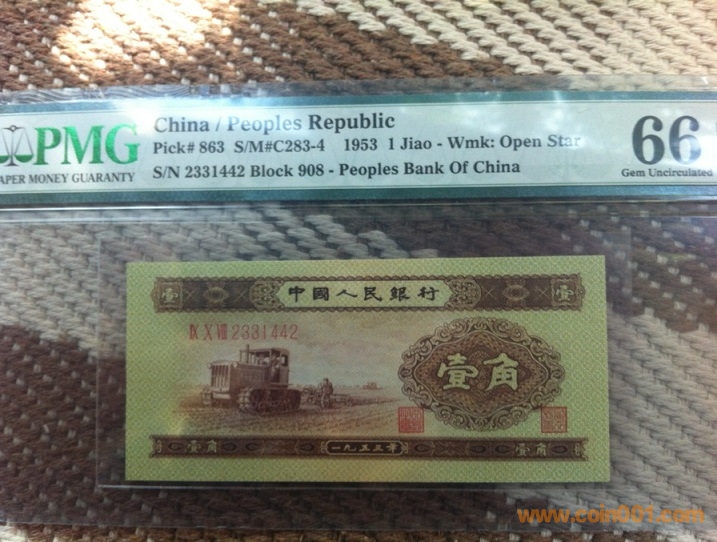 PMG
PAPER MONEY GUARANTY
China / Peoples Republic
Pick# 863 S/M#C283-4 1953 1 Jiao - Wmk: Open Star
S/N 2331442 Block 908 - Peoples Bank Of China
66
Gem Uncirculated
壹 中國人民銀行 壹
IX X VIII 2331442
壹角
壹角 一九五三年 壹角
www.coin001.com